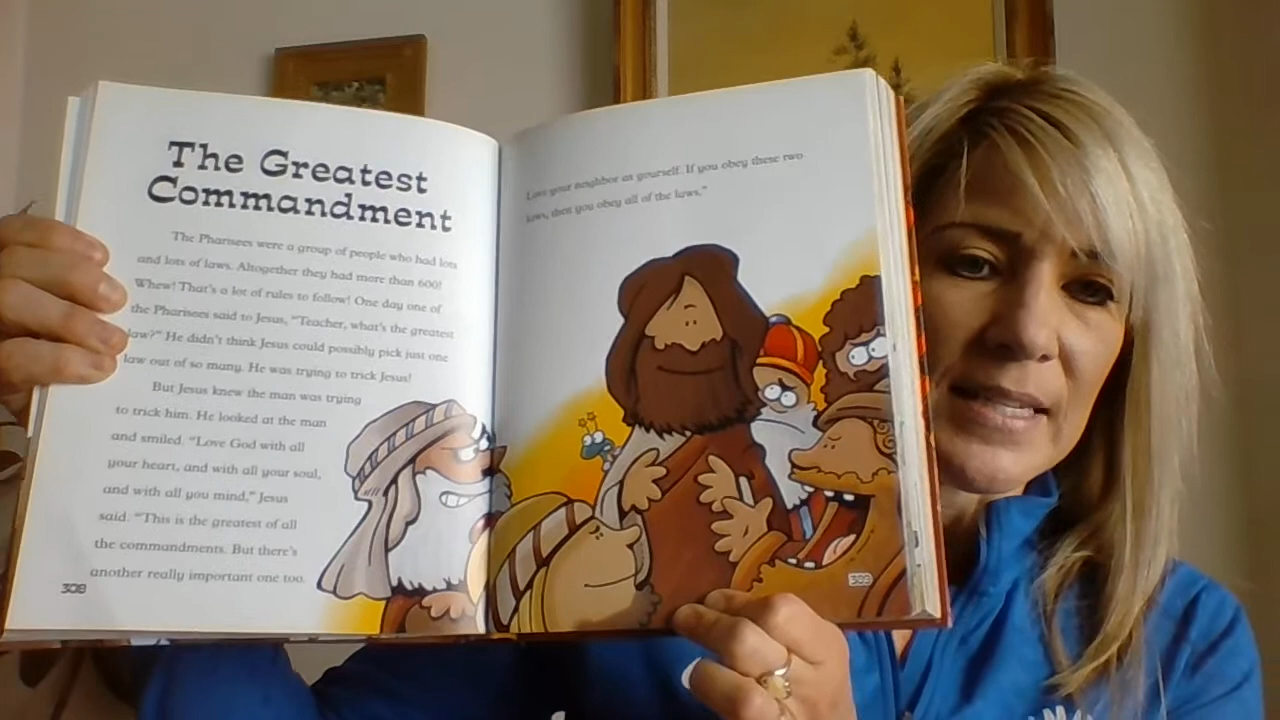 The Greatest
Commandment
The Pharisees were a group of people who had lots
and lots of laws. Altogether they had more than 600!
Whew! That's a lot of rules to follow! One day one of
the Pharisees said to Jesus, "Teacher, what's the greatest
law?" He didn't think Jesus could possibly pick just one
law out of so many. He was trying to trick Jesus!
But Jesus knew the man was trying
to trick him. He looked at the man
and smiled. "Love God with all
your heart, and with all your soul,
and with all you mind," Jesus
said. "This is the greatest of all
the commandments. But there's
another really important one too.
308
Love your neighbor as yourself. If you obey these two
laws, then you obey all of the laws."
309